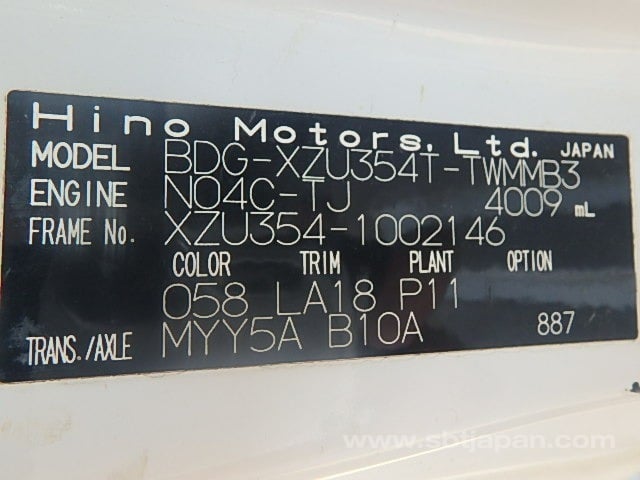 Hino Motors, Ltd. JAPAN
MODEL BDG-XZU354T-TWMMB3
ENGINE N04C-TJ 4009 mL
FRAME No. XZU354-1002146
COLOR TRIM PLANT OPTION
058 LA18 P11
TRANS./AXLE MYY5A B10A 887
www.sbtjapan.com